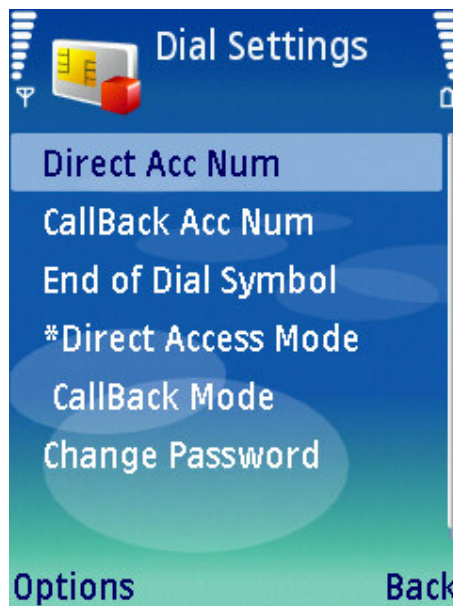 Dial Settings
Direct Acc Num
CallBack Acc Num
End of Dial Symbol
*Direct Access Mode
CallBack Mode
Change Password
Options Back